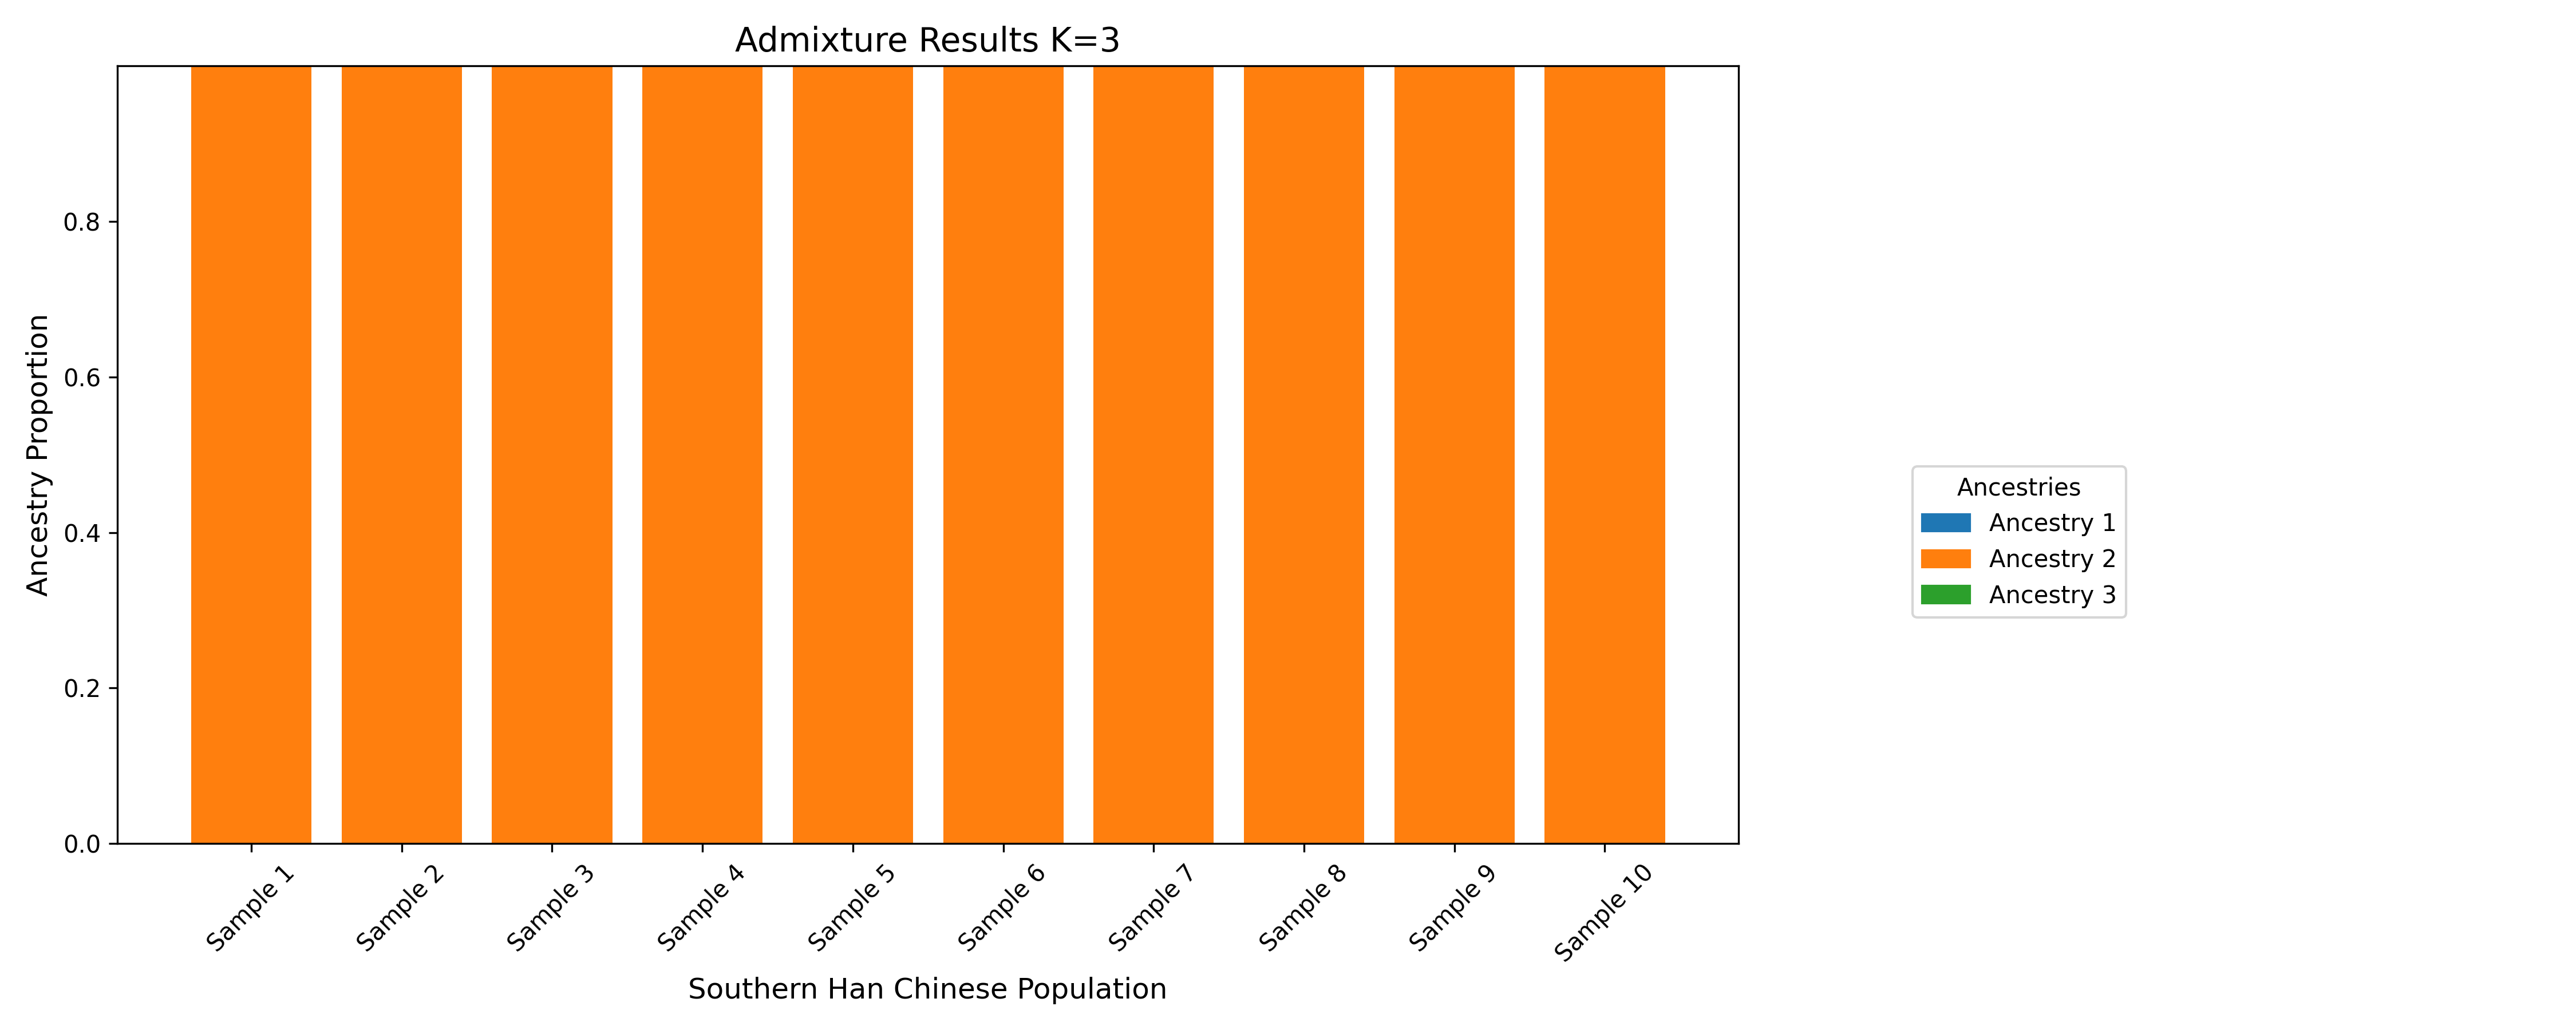 Admixture Results K=3
Ancestry Proportion
0.8
0.6
0.4
0.2
0.0
Sample 1
Sample 2
Sample 3
Sample 4
Sample 5
Sample 6
Sample 7
Sample 8
Sample 9
Sample 10
Southern Han Chinese Population
Ancestries
Ancestry 1
Ancestry 2
Ancestry 3